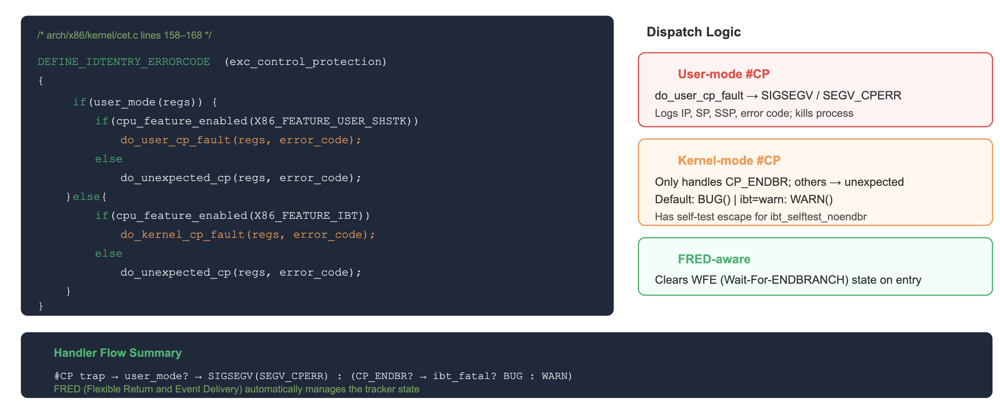 /* arch/x86/kernel/cet.c lines 158–168 */
DEFINE_IDTENTRY_ERRORCODE (exc_control_protection)
{
if(user_mode(regs)) {
if(cpu_feature_enabled(X86_FEATURE_USER_SHSTK))
do_user_cp_fault(regs, error_code);
else
do_unexpected_cp(regs, error_code);
}else{
if(cpu_feature_enabled(X86_FEATURE_IBT))
do_kernel_cp_fault(regs, error_code);
else
do_unexpected_cp(regs, error_code);
}
}
Dispatch Logic
User-mode #CP
do_user_cp_fault → SIGSEGV / SEGV_CPERR
Logs IP, SP, SSP, error code; kills process
Kernel-mode #CP
Only handles CP_ENDBR; others → unexpected
Default: BUG() | ibt=warn: WARN()
Has self-test escape for ibt_selftest_noendbr
FRED-aware
Clears WFE (Wait-For-ENDBRANCH) state on entry
Handler Flow Summary
#CP trap → user_mode? → SIGSEGV(SEGV_CPERR) : (CP_ENDBR? → ibt_fatal? BUG : WARN)
FRED (Flexible Return and Event Delivery) automatically manages the tracker state